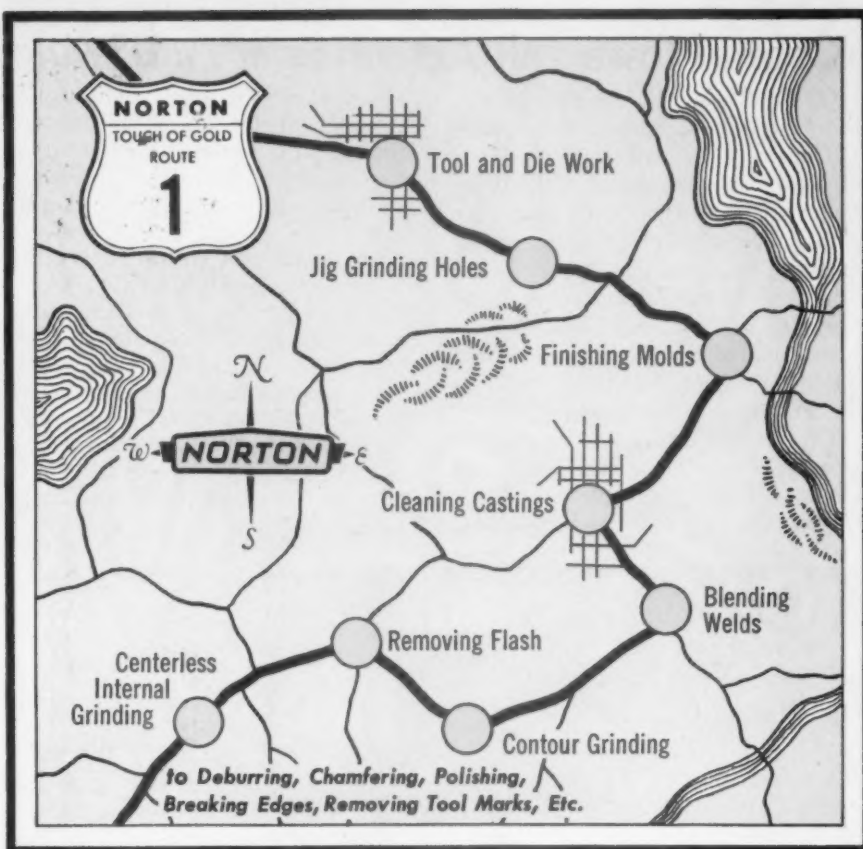 NORTON
TOUCH OF GOLD
ROUTE
1
Tool and Die Work
Jig Grinding Holes
Finishing Molds
N
W NORTON E
S
Cleaning Castings
Blending
Welds
Removing Flash
Centerless
Internal
Grinding
Contour Grinding
to Deburring, Chamfering, Polishing,
Breaking Edges, Removing Tool Marks, Etc.